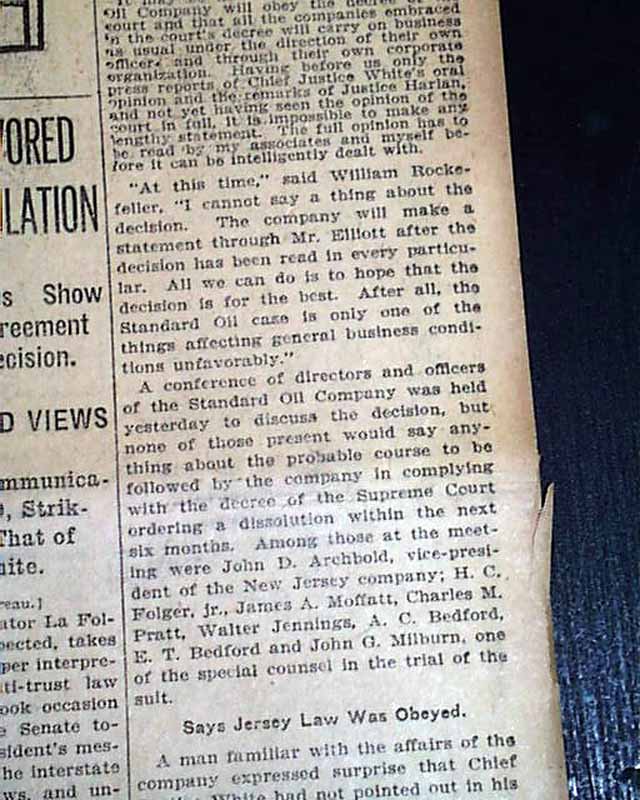 VORED
LATION
s Show
reement
ecision.
D VIEWS
mmunica-
, Strik-
That of
ite.
reau.]
ator La Fol-
pected, takes
per interpre-
ti-trust law
ook occasion
e Senate to-
sident's mes-
he interstate
ws, and un-
Oil Company will obey the decree of the
court and that all the companies embraced
in the court's decree will carry on business
as usual under the direction of their own
officers and through their own corporate
organization. Having before us only the
press reports of Chief Justice White's oral
opinion and the remarks of Justice Harlan,
and not yet having seen the opinion of the
court in full, it is impossible to make any
lengthy statement. The full opinion has to
be read by my associates and myself be-
fore it can be intelligently dealt with.
"At this time," said William Rocke-
feller, "I cannot say a thing about the
decision. The company will make a
statement through Mr. Elliott after the
decision has been read in every particu-
lar. All we can do is to hope that the
decision is for the best. After all, the
Standard Oil case is only one of the
things affecting general business condi-
tions unfavorably."
A conference of directors and officers
of the Standard Oil Company was held
yesterday to discuss the decision, but
none of those present would say any-
thing about the probable course to be
followed by the company in complying
with the decree of the Supreme Court
ordering a dissolution within the next
six months. Among those at the meet-
ing were John D. Archbold, vice-presi-
dent of the New Jersey company; H. C.
Folger, jr., James A. Moffatt, Charles M.
Pratt, Walter Jennings, A. C. Bedford,
E. T. Bedford and John G. Milburn, one
of the special counsel in the trial of the
suit.
Says Jersey Law Was Obeyed.
A man familiar with the affairs of the
company expressed surprise that Chief
White had not pointed out in his